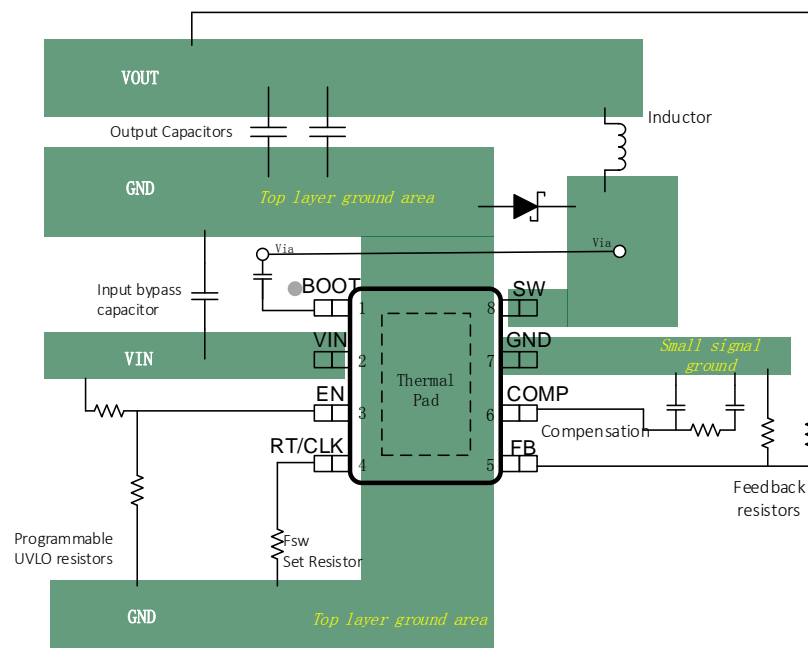 VOUT
Inductor
Output Capacitors
GND
Top layer ground area
Via
Via
Input bypass
capacitor
BOOT
SW
1
8
VIN
VIN
GND
Small signal
ground
2
7
Thermal
Pad
EN
COMP
3
6
Compensation
RT/CLK
FB
4
5
Feedback
resistors
Programmable
UVLO resistors
Fsw
Set Resistor
GND
Top layer ground area